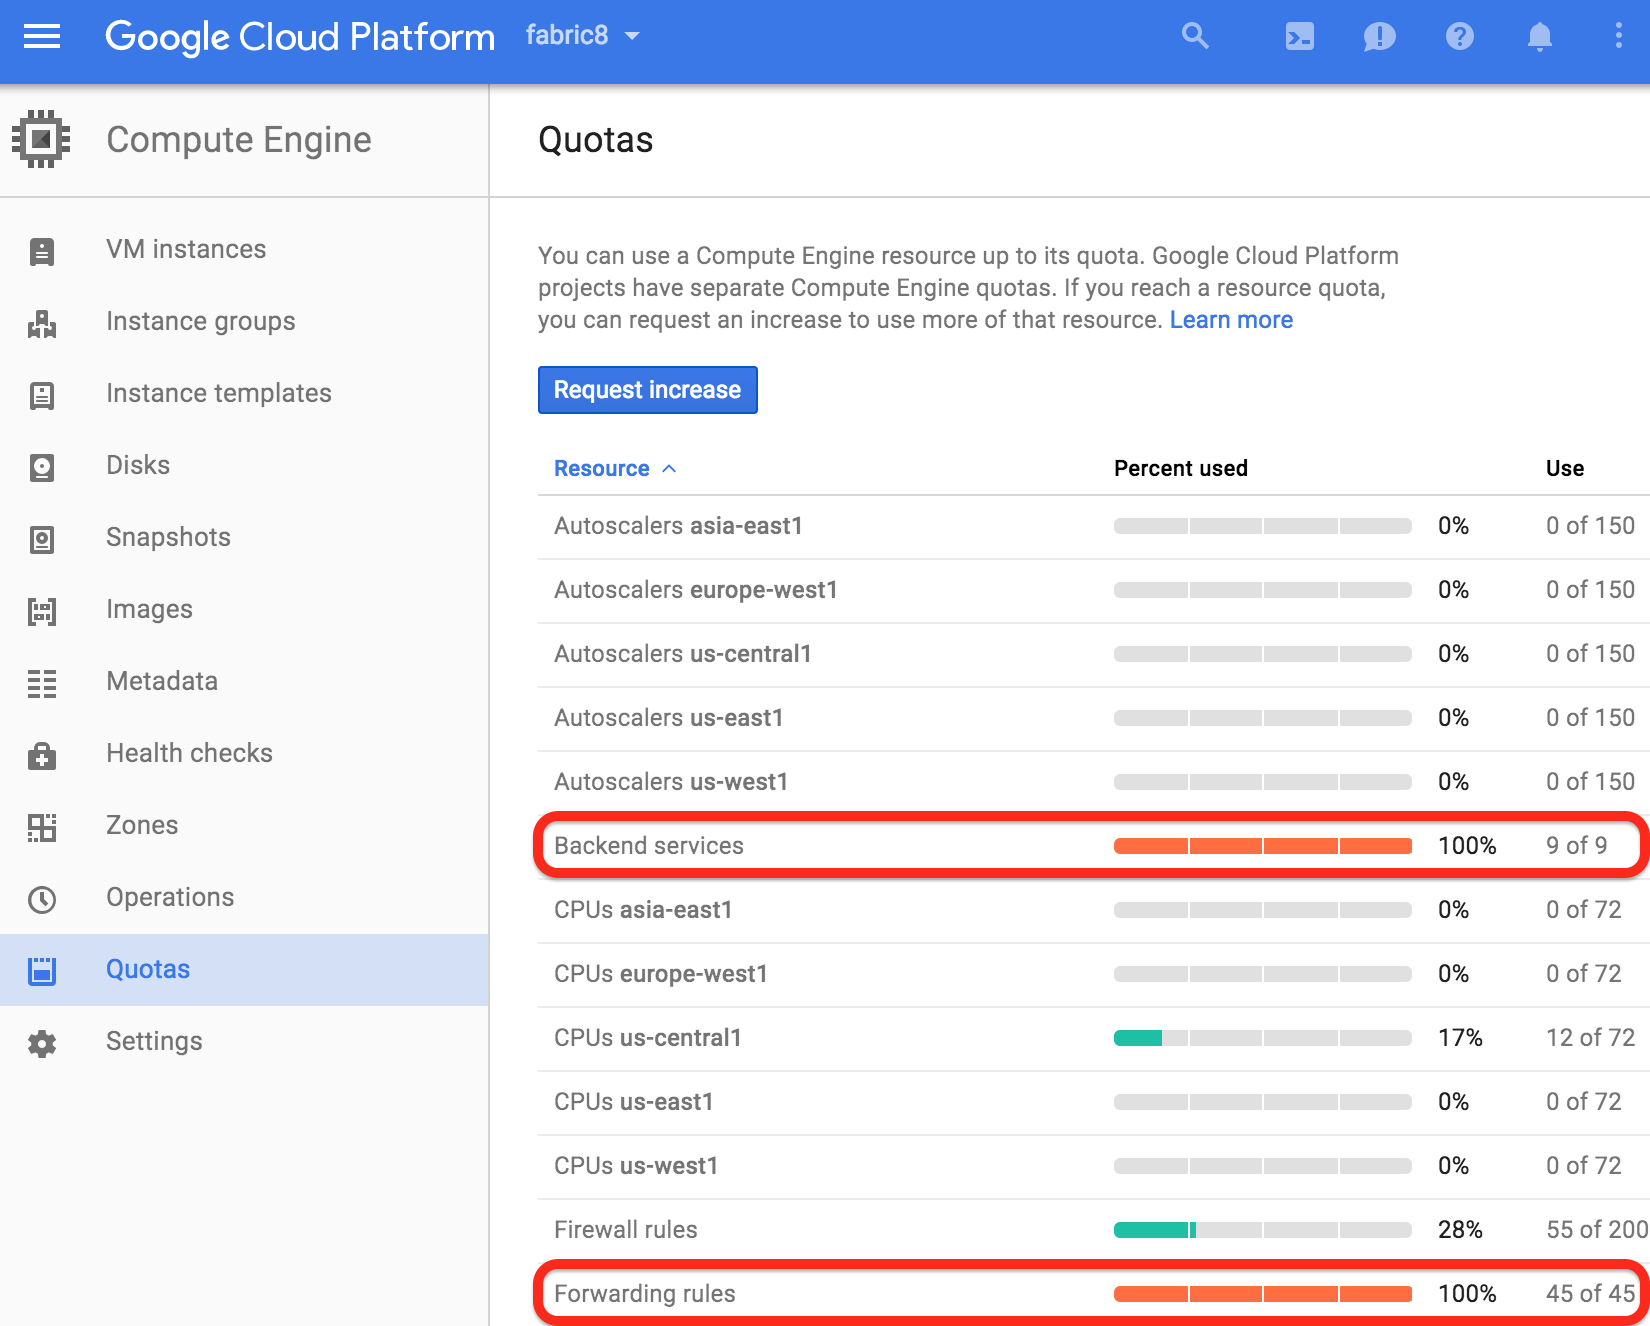 Google Cloud Platform fabric8
Compute Engine
Quotas
VM instances
Instance groups
Instance templates
Disks
Snapshots
Images
Metadata
Health checks
Zones
Operations
Quotas
Settings
You can use a Compute Engine resource up to its quota. Google Cloud Platform
projects have separate Compute Engine quotas. If you reach a resource quota,
you can request an increase to use more of that resource. Learn more
Request increase
Resource Percent used Use
Autoscalers asia-east1 0% 0 of 150
Autoscalers europe-west1 0% 0 of 150
Autoscalers us-central1 0% 0 of 150
Autoscalers us-east1 0% 0 of 150
Autoscalers us-west1 0% 0 of 150
Backend services 100% 9 of 9
CPUs asia-east1 0% 0 of 72
CPUs europe-west1 0% 0 of 72
CPUs us-central1 17% 12 of 72
CPUs us-east1 0% 0 of 72
CPUs us-west1 0% 0 of 72
Firewall rules 28% 55 of 200
Forwarding rules 100% 45 of 45